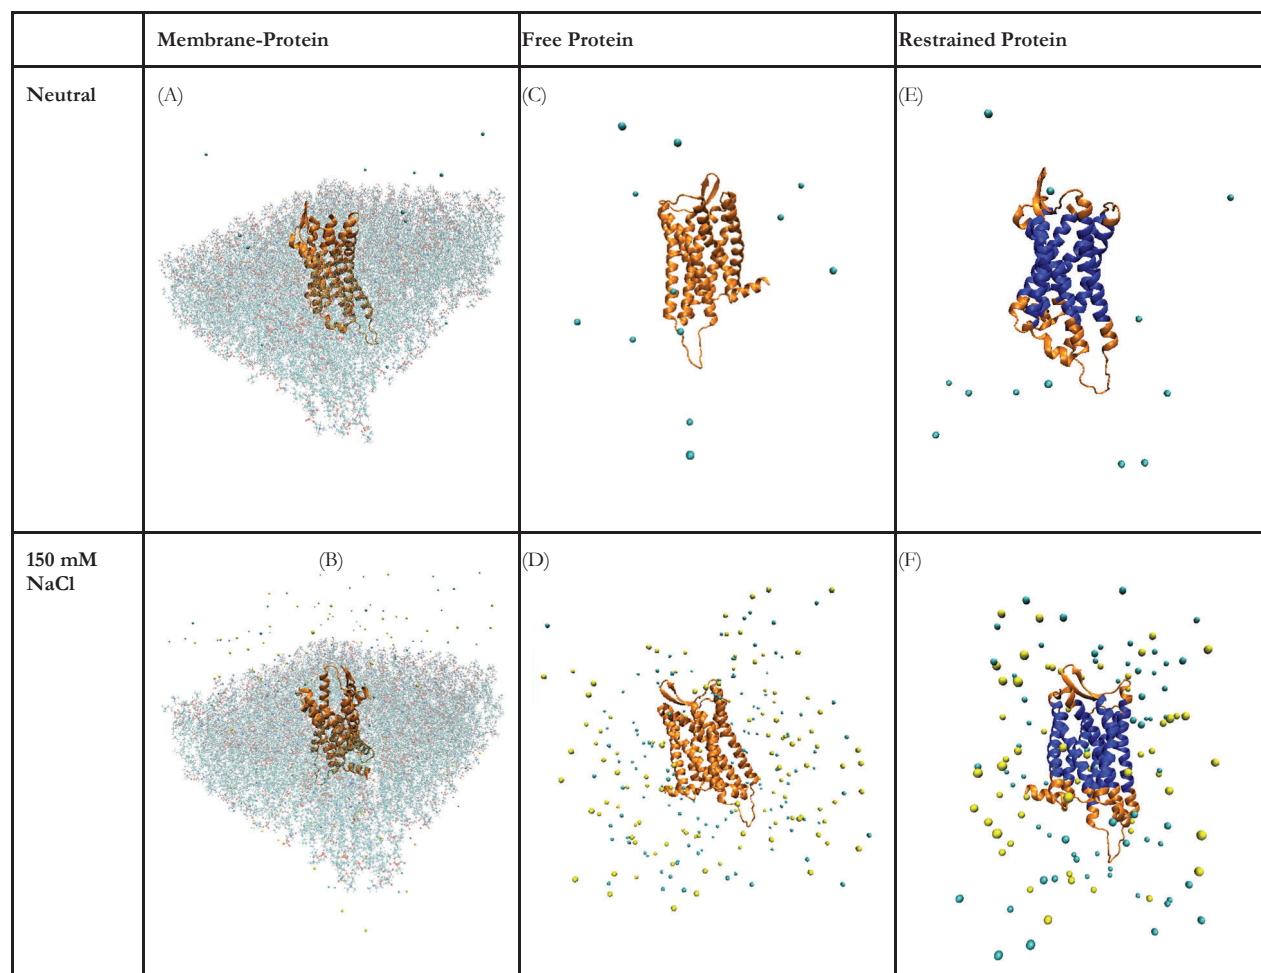 Membrane-Protein
Free Protein
Restrained Protein
Neutral
(A)
(C)
(E)
150 mM
NaCl
(B)
(D)
(F)